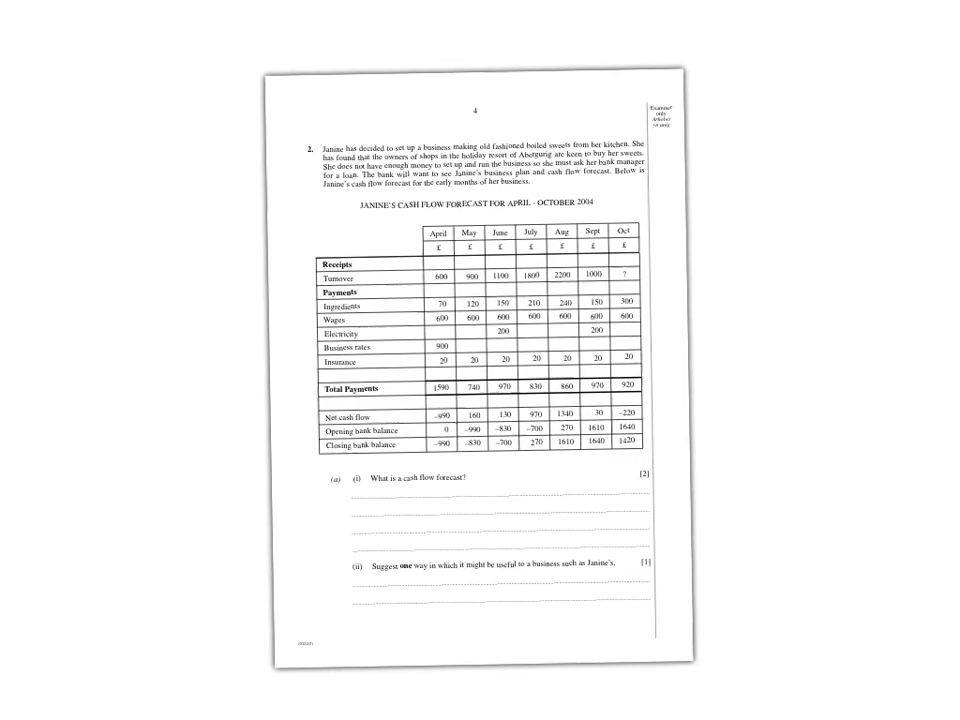 4
Examiner
only
2. Janine has decided to set up a business making old fashioned boiled sweets from her kitchen. She
has found that the owners of shops in the holiday resort of Abergurig are keen to buy her sweets.
She does not have enough money to set up and run the business so she must ask her bank manager
for a loan. The bank will want to see Janine's business plan and cash flow forecast. Below is
Janine's cash flow forecast for the early months of her business.
JANINE'S CASH FLOW FORECAST FOR APRIL - OCTOBER 2004
April May June July Aug Sept Oct
£ £ £ £ £ £ £
Receipts
Turnover 600 900 1100 1800 2200 1000 ?
Payments
Ingredients 70 120 150 210 240 150 300
Wages 600 600 600 600 600 600 600
Electricity 200 200
Business rates 900
Insurance 20 20 20 20 20 20 20
Total Payments 1590 740 970 830 860 970 920
Net cash flow –990 160 130 970 1340 30 –220
Opening bank balance 0 –990 –830 –700 270 1610 1640
Closing bank balance –990 –830 –700 270 1610 1640 1420
(a) (i) What is a cash flow forecast? [2]
(ii) Suggest one way in which it might be useful to a business such as Janine's. [1]